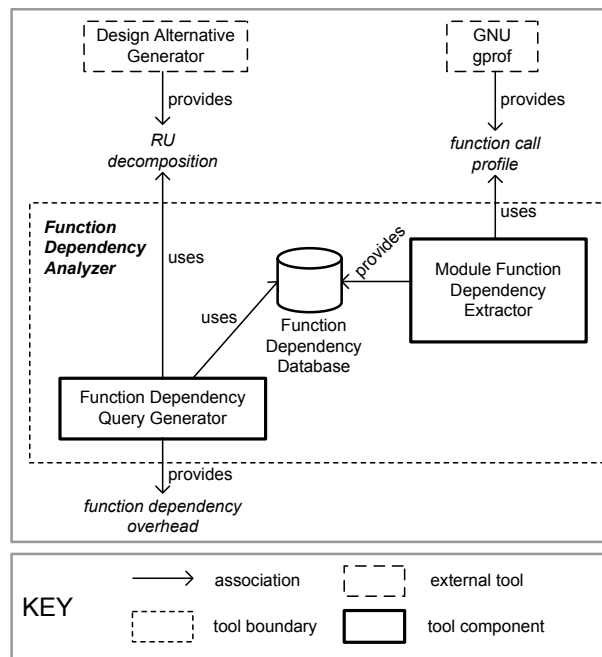 Design Alternative
Generator
GNU
gprof
provides
provides
RU
decomposition
function call
profile
Function
Dependency
Analyzer
uses
uses
provides
Module Function
Dependency
Extractor
uses
Function
Dependency
Database
Function Dependency
Query Generator
provides
function dependency
overhead
KEY
association
external tool
tool boundary
tool component